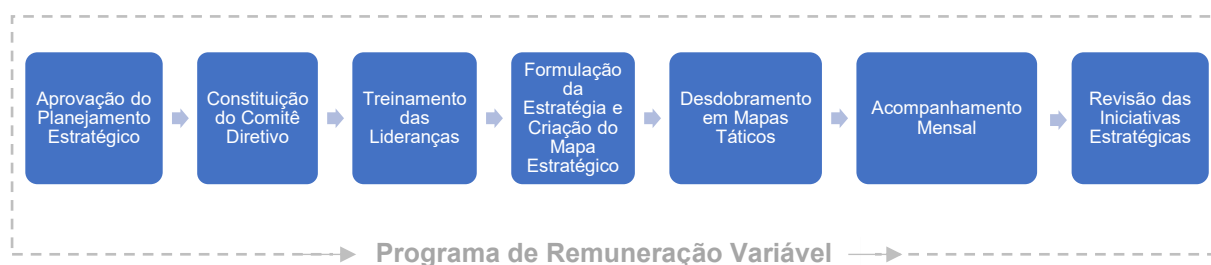 Aprovação do
Planejamento
Estratégico
Constituição
do Comitê
Diretivo
Treinamento
das
Lideranças
Formulação
da
Estratégia e
Criação do
Mapa
Estratégico
Desdobramento
em Mapas
Táticos
Acompanhamento
Mensal
Revisão das
Iniciativas
Estratégicas
Programa de Remuneração Variável